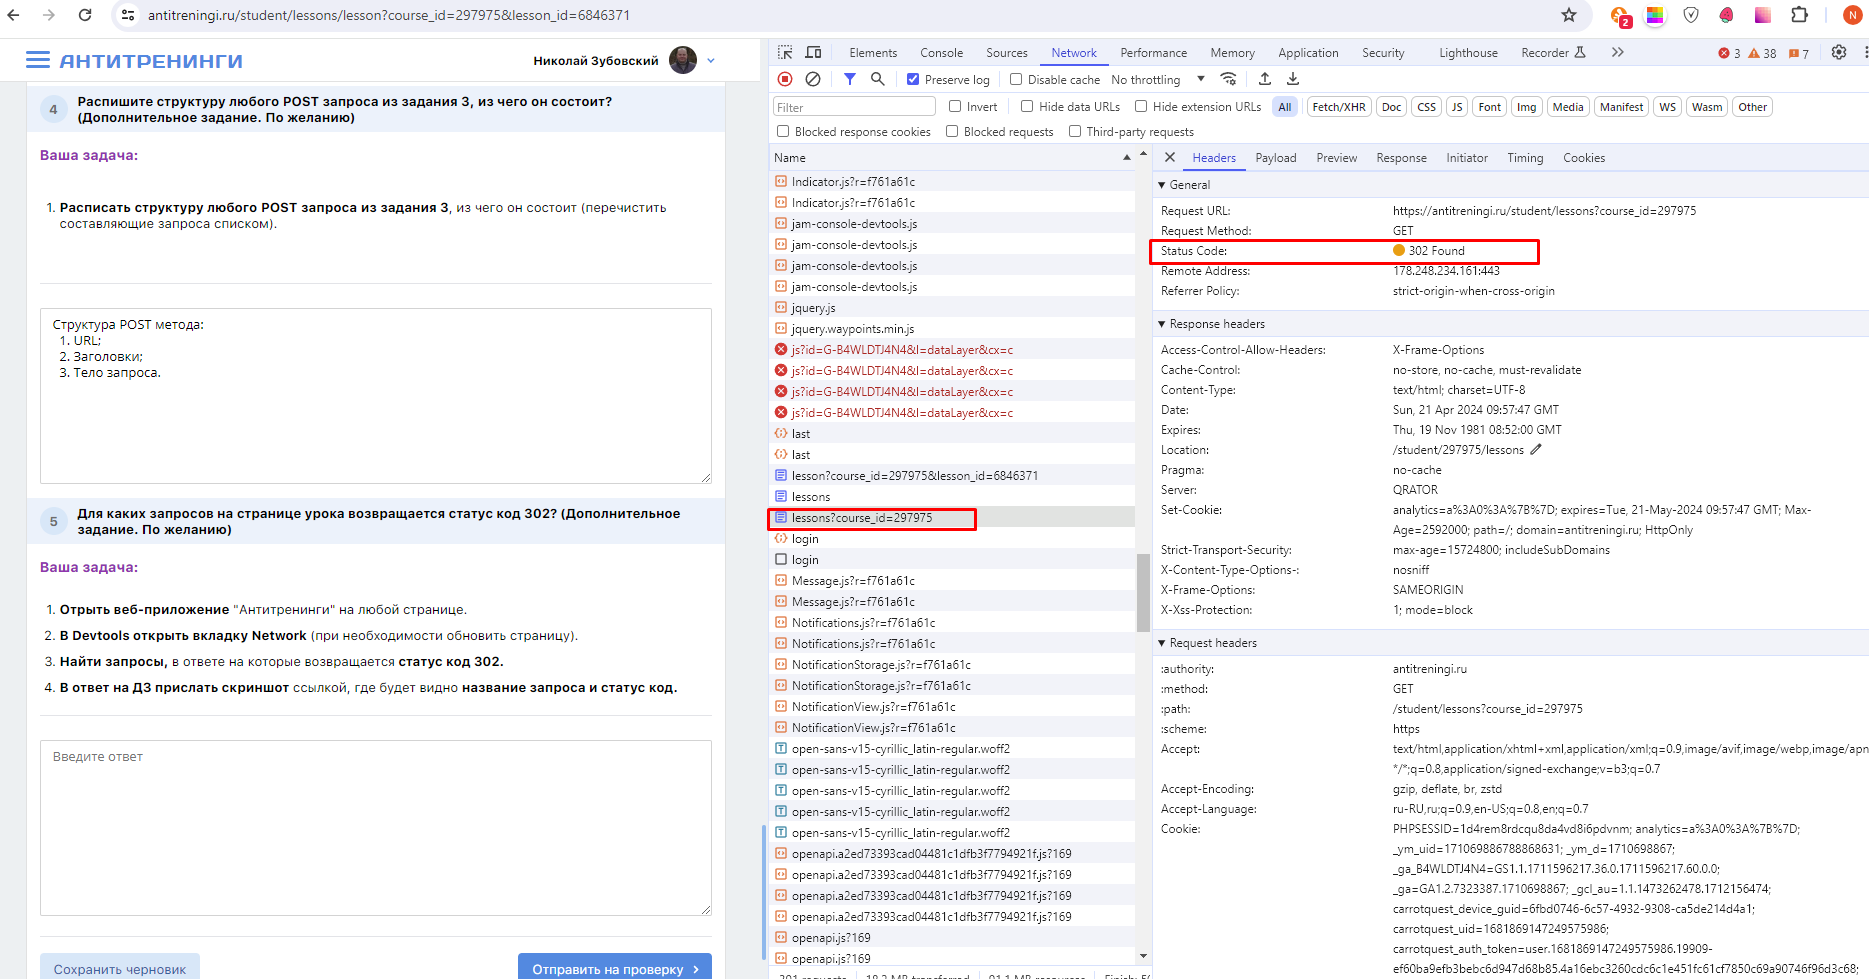 antitreningi.ru/student/lessons/lesson?course_id=297975&lesson_id=6846371
2
N
АНТИТРЕНИНГИ
Николай Зубовский
4
Распишите структуру любого POST запроса из задания 3, из чего он состоит?
(Дополнительное задание. По желанию)
Ваша задача:
1. Расписать структуру любого POST запроса из задания 3, из чего он состоит (перечистить
составляющие запроса списком).
Структура POST метода:
1. URL;
2. Заголовки;
3. Тело запроса.
5
Для каких запросов на странице урока возвращается статус код 302? (Дополнительное
задание. По желанию)
Ваша задача:
1. Отрыть веб-приложение "Антитренинги" на любой странице.
2. В Devtools открыть вкладку Network (при необходимости обновить страницу).
3. Найти запросы, в ответе на которые возвращается статус код 302.
4. В ответ на ДЗ прислать скриншот ссылкой, где будет видно название запроса и статус код.
Введите ответ
Сохранить черновик
Отправить на проверку
Elements Console Sources Network Performance Memory Application Security Lighthouse Recorder 3 38 7
Preserve log Disable cache No throttling
Filter Invert Hide data URLs Hide extension URLs All Fetch/XHR Doc CSS JS Font Img Media Manifest WS Wasm Other
Blocked response cookies Blocked requests Third-party requests
Name
Indicator.js?r=f761a61c
Indicator.js?r=f761a61c
jam-console-devtools.js
jam-console-devtools.js
jam-console-devtools.js
jam-console-devtools.js
jquery.js
jquery.waypoints.min.js
js?id=G-B4WLDTJ4N4&l=dataLayer&cx=c
js?id=G-B4WLDTJ4N4&l=dataLayer&cx=c
js?id=G-B4WLDTJ4N4&l=dataLayer&cx=c
js?id=G-B4WLDTJ4N4&l=dataLayer&cx=c
last
last
lesson?course_id=297975&lesson_id=6846371
lessons
lessons?course_id=297975
login
login
Message.js?r=f761a61c
Message.js?r=f761a61c
Notifications.js?r=f761a61c
Notifications.js?r=f761a61c
NotificationStorage.js?r=f761a61c
NotificationStorage.js?r=f761a61c
NotificationView.js?r=f761a61c
NotificationView.js?r=f761a61c
open-sans-v15-cyrillic_latin-regular.woff2
open-sans-v15-cyrillic_latin-regular.woff2
open-sans-v15-cyrillic_latin-regular.woff2
open-sans-v15-cyrillic_latin-regular.woff2
open-sans-v15-cyrillic_latin-regular.woff2
openapi.a2ed73393cad04481c1dfb3f7794921f.js?169
openapi.a2ed73393cad04481c1dfb3f7794921f.js?169
openapi.a2ed73393cad04481c1dfb3f7794921f.js?169
openapi.a2ed73393cad04481c1dfb3f7794921f.js?169
openapi.js?169
openapi.js?169
Headers Payload Preview Response Initiator Timing Cookies
General
Request URL: https://antitreningi.ru/student/lessons?course_id=297975
Request Method: GET
Status Code: 302 Found
Remote Address: 178.248.234.161:443
Referrer Policy: strict-origin-when-cross-origin
Response headers
Access-Control-Allow-Headers: X-Frame-Options
Cache-Control: no-store, no-cache, must-revalidate
Content-Type: text/html; charset=UTF-8
Date: Sun, 21 Apr 2024 09:57:47 GMT
Expires: Thu, 19 Nov 1981 08:52:00 GMT
Location: /student/297975/lessons
Pragma: no-cache
Server: QRATOR
Set-Cookie: analytics=a%3A0%3A%7B%7D; expires=Tue, 21-May-2024 09:57:47 GMT; Max-
Age=2592000; path=/; domain=antitreningi.ru; HttpOnly
Strict-Transport-Security: max-age=15724800; includeSubDomains
X-Content-Type-Options-: nosniff
X-Frame-Options: SAMEORIGIN
X-Xss-Protection: 1; mode=block
Request headers
:authority: antitreningi.ru
:method: GET
:path: /student/lessons?course_id=297975
:scheme: https
Accept: text/html,application/xhtml+xml,application/xml;q=0.9,image/avif,image/webp,image/apn
*/*;q=0.8,application/signed-exchange;v=b3;q=0.7
Accept-Encoding: gzip, deflate, br, zstd
Accept-Language: ru-RU,ru;q=0.9,en-US;q=0.8,en;q=0.7
Cookie: PHPSESSID=1d4rem8rdcqu8da4vd8i6pdvnm; analytics=a%3A0%3A%7B%7D;
_ym_uid=171069886788868631; _ym_d=1710698867;
_ga_B4WLDTJ4N4=GS1.1.1711596217.36.0.1711596217.60.0.0;
_ga=GA1.2.7323387.1710698867; _gcl_au=1.1.1473262478.1712156474;
carrotquest_device_guid=6fbd0746-6c57-4932-9308-ca5de214d4a1;
carrotquest_uid=1681869147249575986;
carrotquest_auth_token=user.1681869147249575986.19909-
ef60ba9efb3bebc6d947d68b85.4a16ebc3260cdc6c1e451fc61cf7850c69a90746f96d3c68;